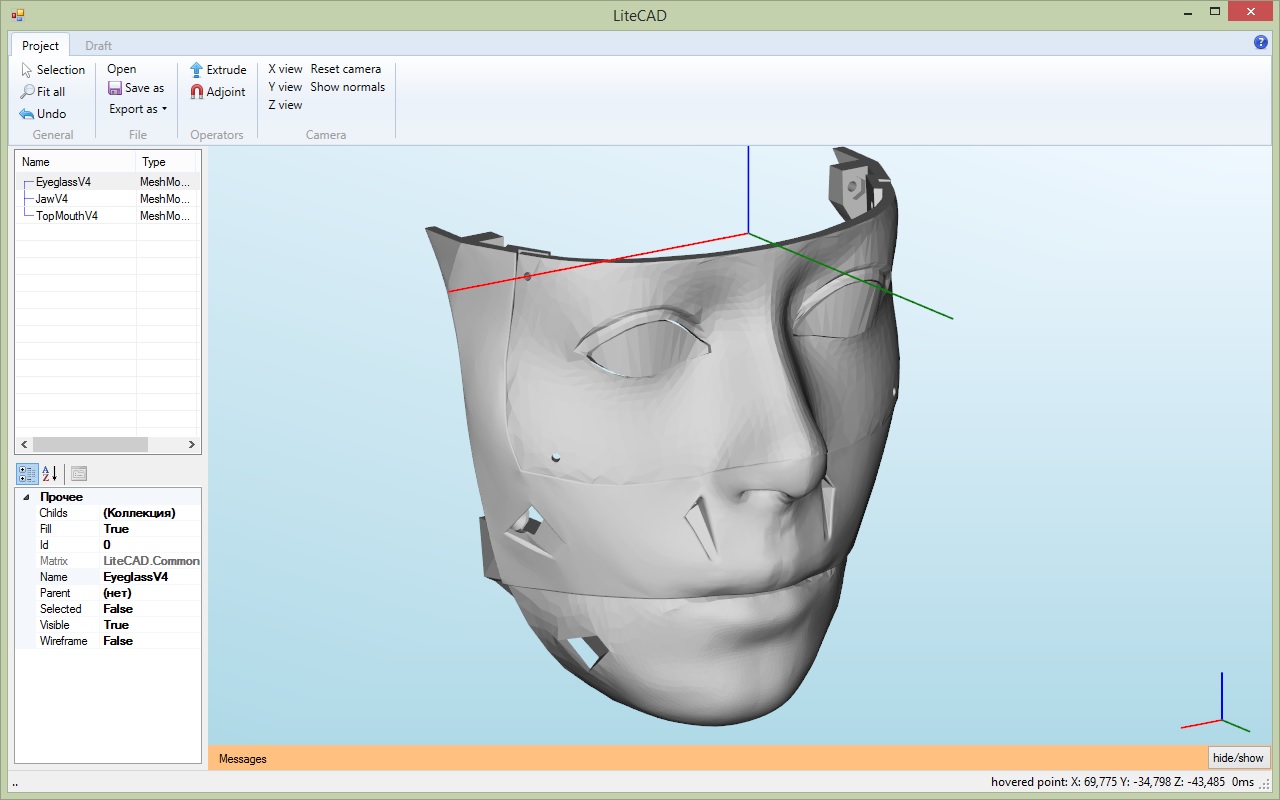 LiteCAD
Project Draft
Selection
Fit all
Undo
General
Open
Save as
Export as
File
Extrude
Adjoint
Operators
X view Reset camera
Y view Show normals
Z view
Camera
Name Type
EyeglassV4 MeshMo...
JawV4 MeshMo...
TopMouthV4 MeshMo...
Прочее
Childs (Коллекция)
Fill True
Id 0
Matrix LiteCAD.Common
Name EyeglassV4
Parent (нет)
Selected False
Visible True
Wireframe False
Messages
hide/show
.. hovered point: X: 69,775 Y: -34,798 Z: -43,485 0ms